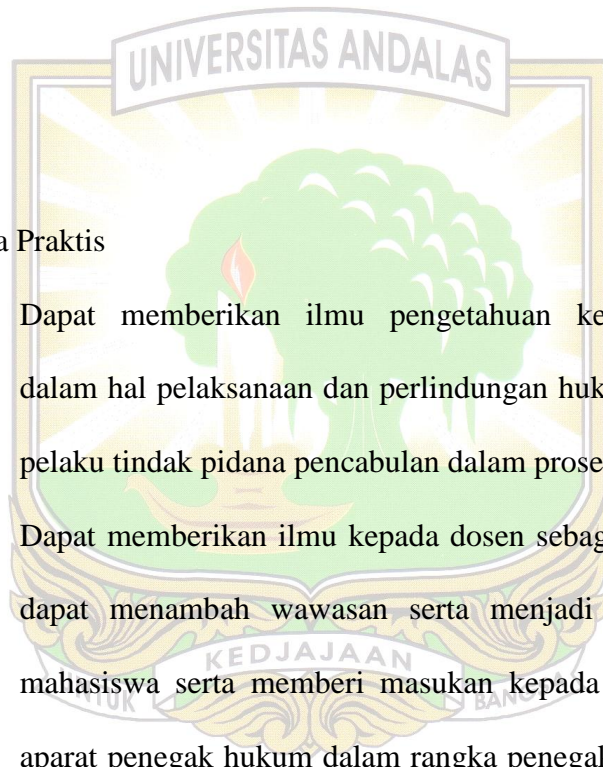 UNIVERSITAS ANDALAS
a Praktis
Dapat memberikan ilmu pengetahuan ke
dalam hal pelaksanaan dan perlindungan huk
pelaku tindak pidana pencabulan dalam prose
Dapat memberikan ilmu kepada dosen sebag
dapat menambah wawasan serta menjadi
KEDJAJAAN
mahasiswa serta memberi masukan kepada
UNTUK BANGSA
aparat penegak hukum dalam rangka penegal